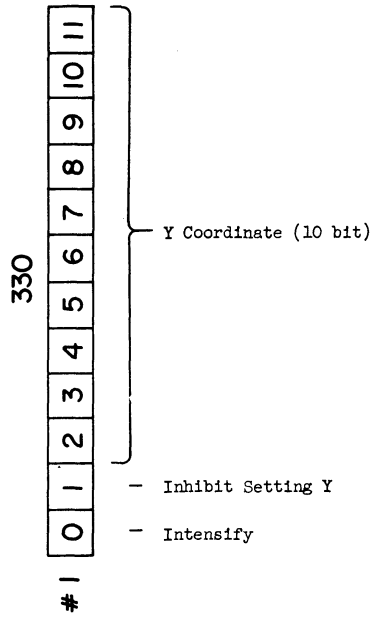 330
#1
0 1 2 3 4 5 6 7 8 9 10 11
Y Coordinate (10 bit)
– Inhibit Setting Y
– Intensify